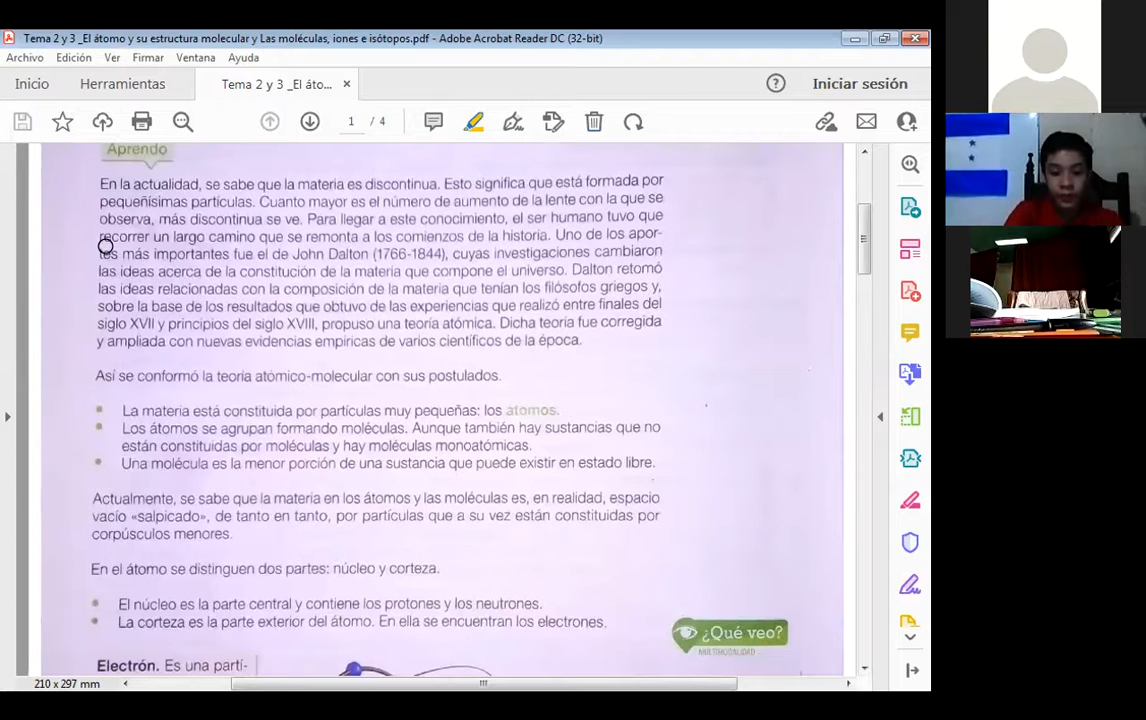 Tema 2 y 3 _El átomo y su estructura molecular y Las moléculas, iones e isótopos.pdf - Adobe Acrobat Reader DC (32-bit)
Archivo Edición Ver Firmar Ventana Ayuda
Inicio Herramientas Tema 2 y 3 _El áto... × Iniciar sesión
1 / 4
Aprendo
En la actualidad, se sabe que la materia es discontinua. Esto significa que está formada por
pequeñísimas partículas. Cuanto mayor es el número de aumento de la lente con la que se
observa, más discontinua se ve. Para llegar a este conocimiento, el ser humano tuvo que
recorrer un largo camino que se remonta a los comienzos de la historia. Uno de los apor-
tes más importantes fue el de John Dalton (1766-1844), cuyas investigaciones cambiaron
las ideas acerca de la constitución de la materia que compone el universo. Dalton retomó
las ideas relacionadas con la composición de la materia que tenían los filósofos griegos y,
sobre la base de los resultados que obtuvo de las experiencias que realizó entre finales del
siglo XVII y principios del siglo XVIII, propuso una teoría atómica. Dicha teoría fue corregida
y ampliada con nuevas evidencias empíricas de varios científicos de la época.
Así se conformó la teoría atómico-molecular con sus postulados.
La materia está constituida por partículas muy pequeñas: los átomos.
Los átomos se agrupan formando moléculas. Aunque también hay sustancias que no
están constituidas por moléculas y hay moléculas monoatómicas.
Una molécula es la menor porción de una sustancia que puede existir en estado libre.
Actualmente, se sabe que la materia en los átomos y las moléculas es, en realidad, espacio
vacío «salpicado», de tanto en tanto, por partículas que a su vez están constituidas por
corpúsculos menores.
En el átomo se distinguen dos partes: núcleo y corteza.
El núcleo es la parte central y contiene los protones y los neutrones.
La corteza es la parte exterior del átomo. En ella se encuentran los electrones.
¿Qué veo?
MULTIMODALIDAD
Electrón. Es una partí-
210 x 297 mm